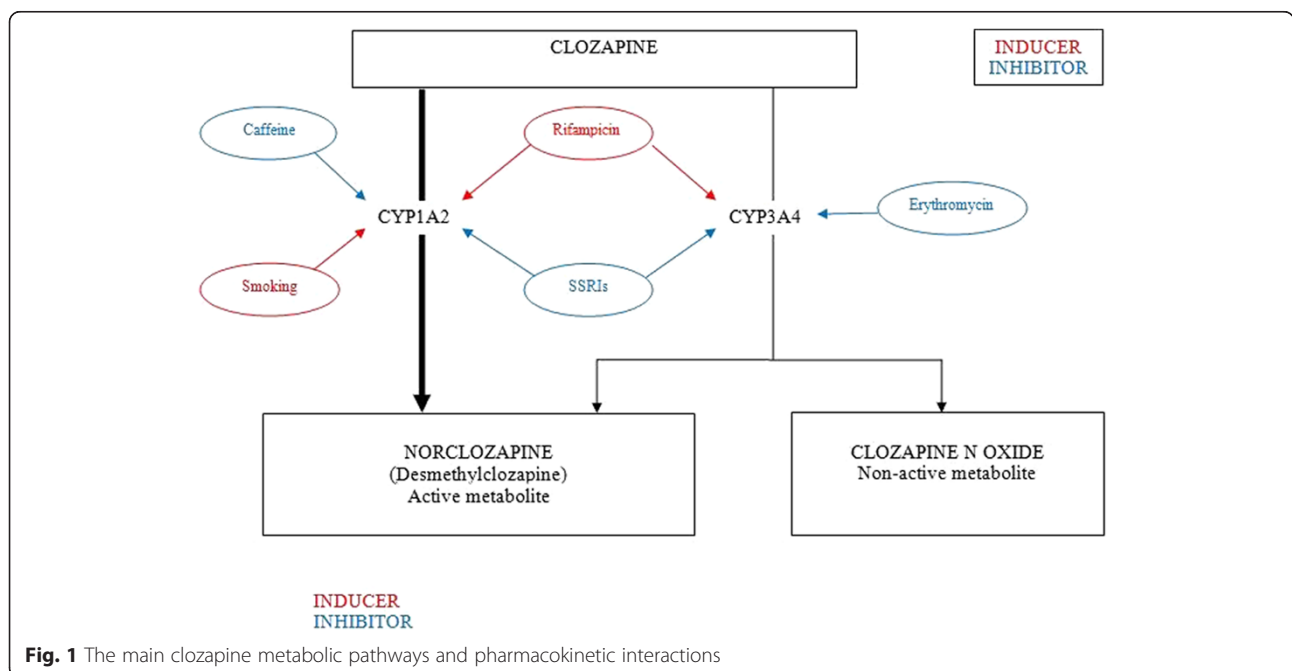 CLOZAPINE
INDUCER
INHIBITOR
Caffeine
Rifampicin
CYP1A2
CYP3A4
Erythromycin
Smoking
SSRIs
NORCLOZAPINE
(Desmethylclozapine)
Active metabolite
CLOZAPINE N OXIDE
Non-active metabolite
INDUCER
INHIBITOR
Fig. 1 The main clozapine metabolic pathways and pharmacokinetic interactions